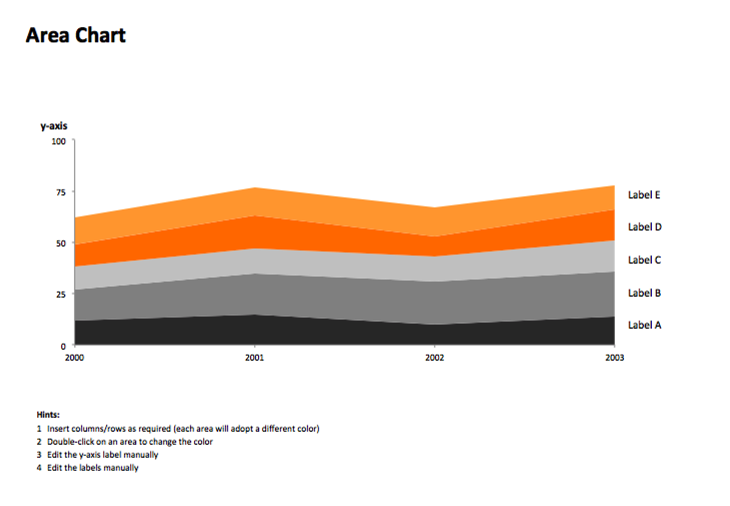 Area Chart
y-axis
100
75
50
25
0
2000 2001 2002 2003
Label E
Label D
Label C
Label B
Label A
Hints:
1 Insert columns/rows as required (each area will adopt a different color)
2 Double-click on an area to change the color
3 Edit the y-axis label manually
4 Edit the labels manually